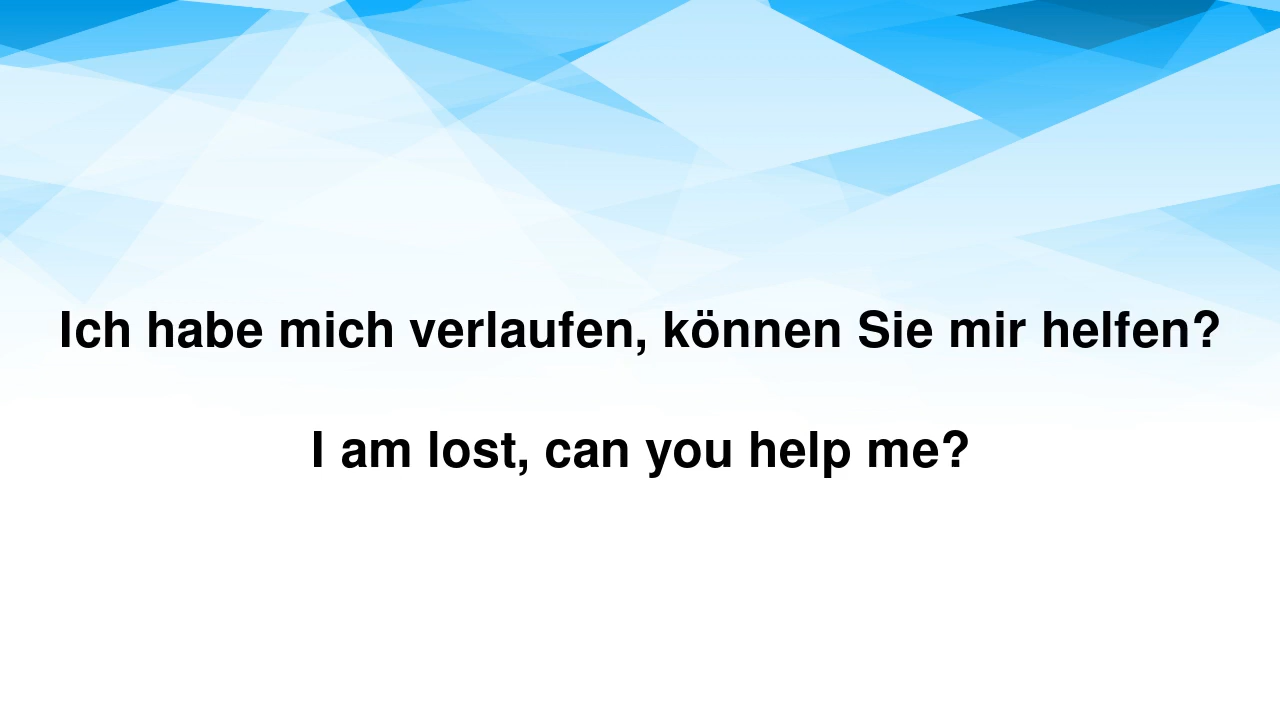 Ich habe mich verlaufen, können Sie mir helfen?
I am lost, can you help me?